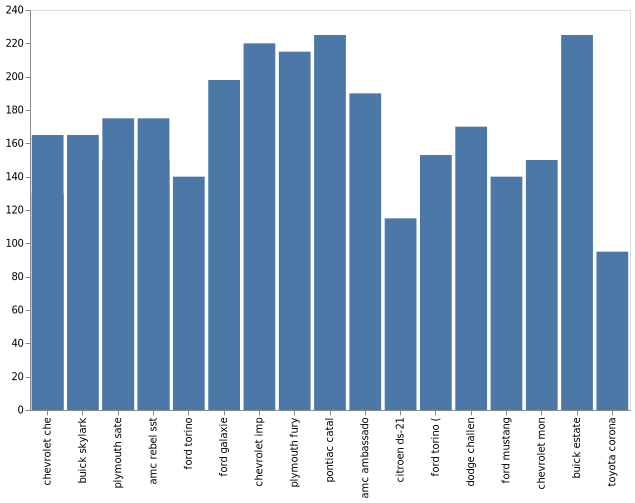 240
220
200
180
160
140
120
100
80
60
40
20
0
chevrolet che
buick skylark
plymouth sate
amc rebel sst
ford torino
ford galaxie
chevrolet imp
plymouth fury
pontiac catal
amc ambassado
citroen ds-21
ford torino (
dodge challen
ford mustang
chevrolet mon
buick estate
toyota corona